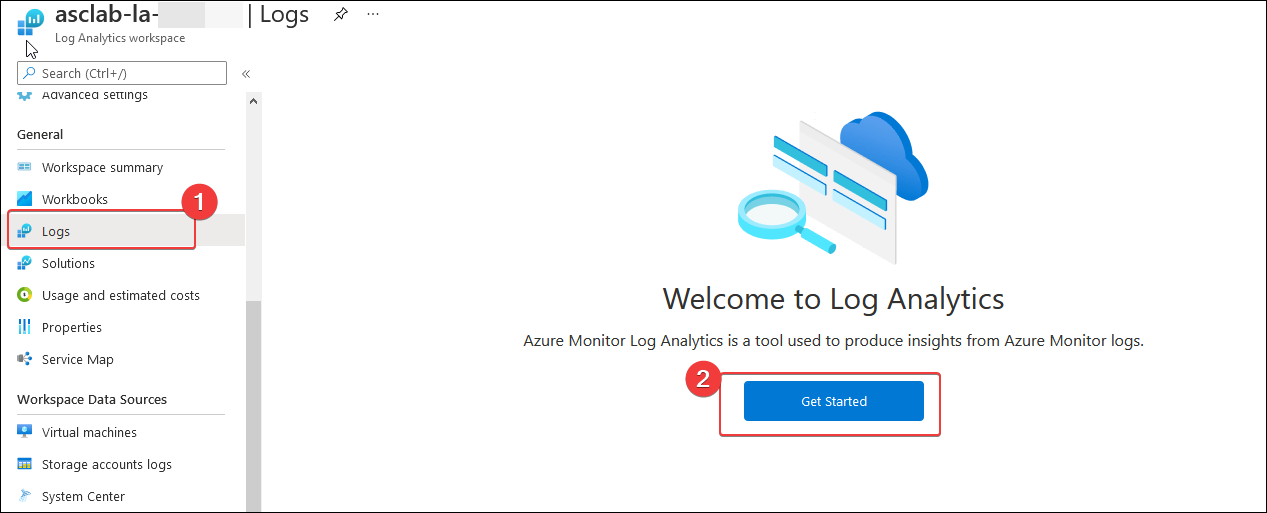 asclab-la- | Logs ...
Log Analytics workspace
Search (Ctrl+/) «
Advanced settings
General
Workspace summary
Workbooks
1
Logs
Solutions
Usage and estimated costs
Properties
Service Map
Workspace Data Sources
Virtual machines
Storage accounts logs
System Center
Welcome to Log Analytics
Azure Monitor Log Analytics is a tool used to produce insights from Azure Monitor logs.
2
Get Started